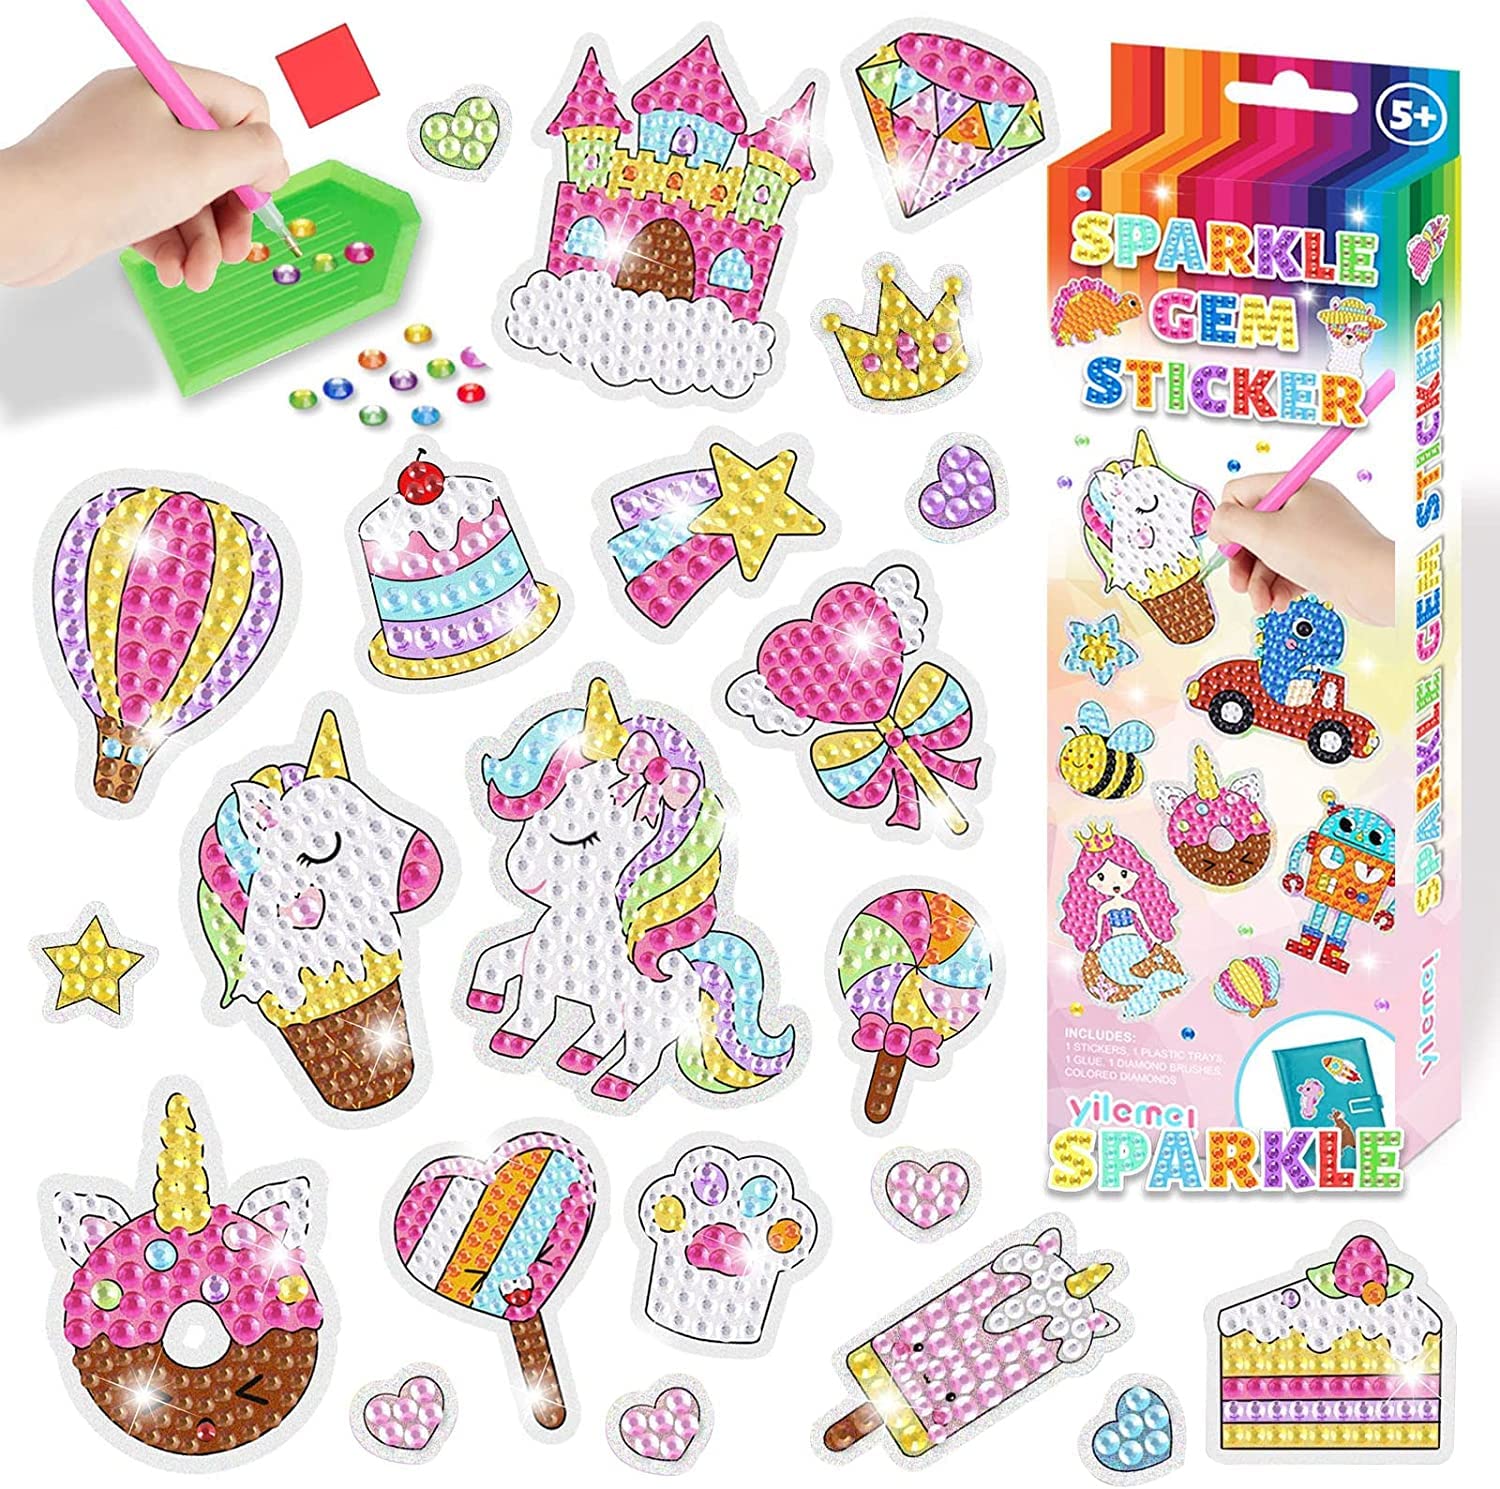 5+
SPARKLE
GEM
STICKER
SPARKLE GEM STICKER
INCLUDES:
1 STICKERS, 1 PLASTIC TRAYS,
1 GLUE, 1 DIAMOND BRUSHES,
COLORED DIAMONDS
yilemei
SPARKLE
yilemei